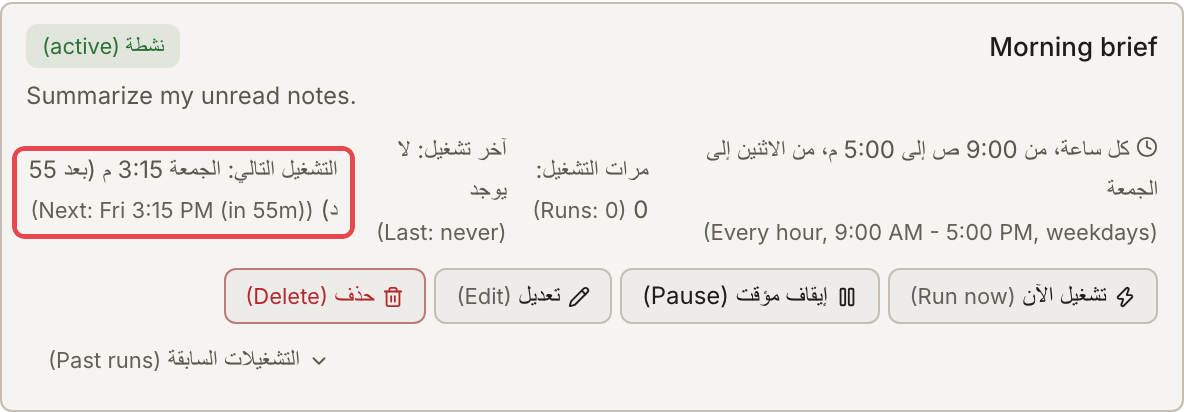 Morning brief
نشطة (active)
Summarize my unread notes.
كل ساعة، من 9:00 ص إلى 5:00 م، من الاثنين إلى
الجمعة
(Every hour, 9:00 AM - 5:00 PM, weekdays)
مرات التشغيل:
0 (Runs: 0)
آخر تشغيل: لا
يوجد
(Last: never)
التشغيل التالي: الجمعة 3:15 م (بعد 55
د) (Next: Fri 3:15 PM (in 55m))
تشغيل الآن (Run now)
إيقاف مؤقت (Pause)
تعديل (Edit)
حذف (Delete)
التشغيلات السابقة (Past runs)